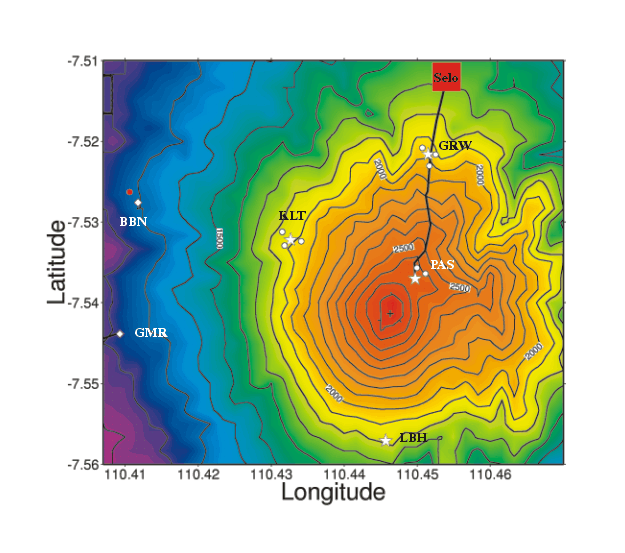 -7.51
Selo
-7.52
GRW
2000
2000
-7.53
KLT
BBN
1500
2500
PAS
2500
-7.54
GMR
2000
-7.55
2000
LBH
-7.56
110.41 110.42 110.43 110.44 110.45 110.46
Longitude
Latitude